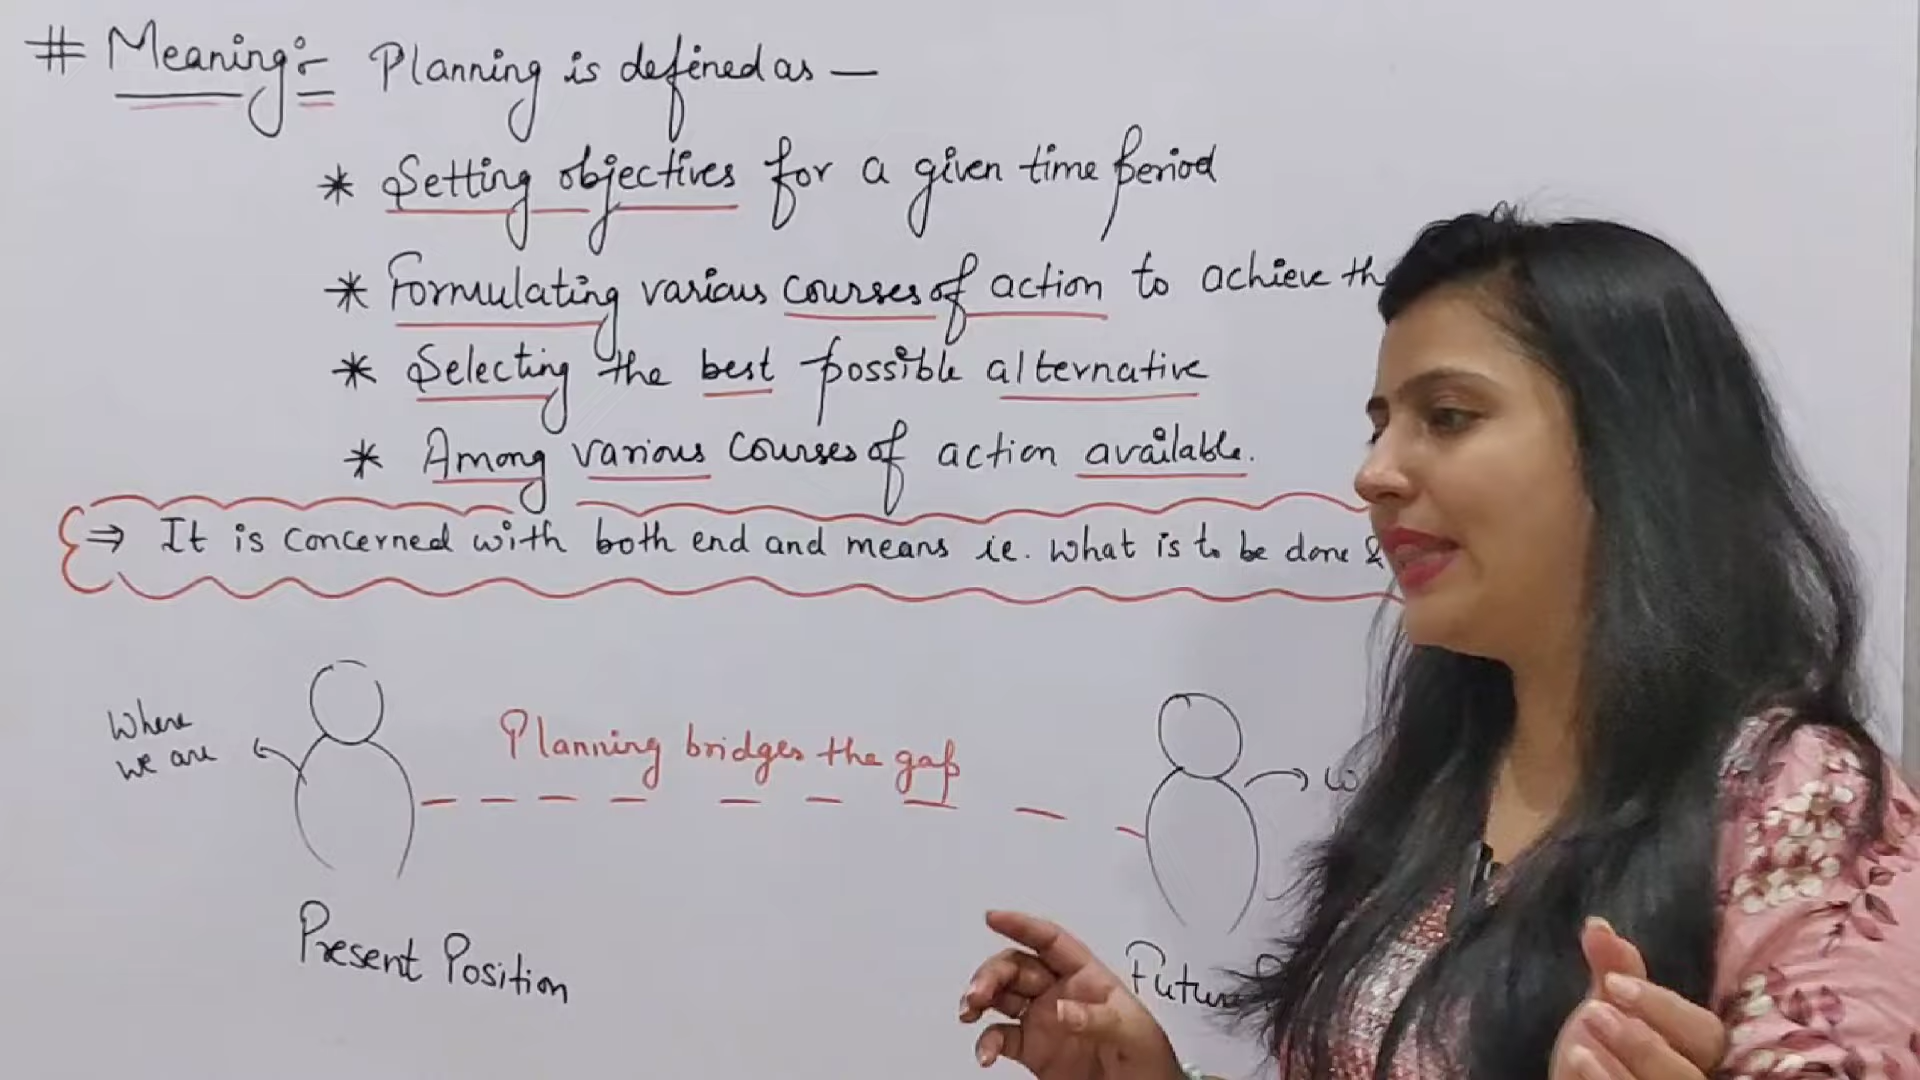 # Meaning:- Planning is defined as —
* Setting objectives for a given time period
* Formulating various courses of action to achieve
* Selecting the best possible alternative
* Among various courses of action available.
⇒ It is concerned with both end and means ie. What is to be done &
Where
we are
Planning bridges the gap
Present Position